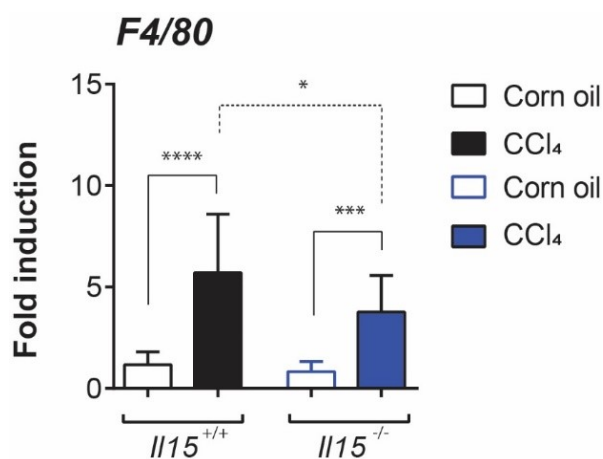 F4/80
Fold induction
15
10
5
0
*
****
***
Corn oil
CCl₄
Corn oil
CCl₄
Il15⁺/⁺
Il15⁻/⁻